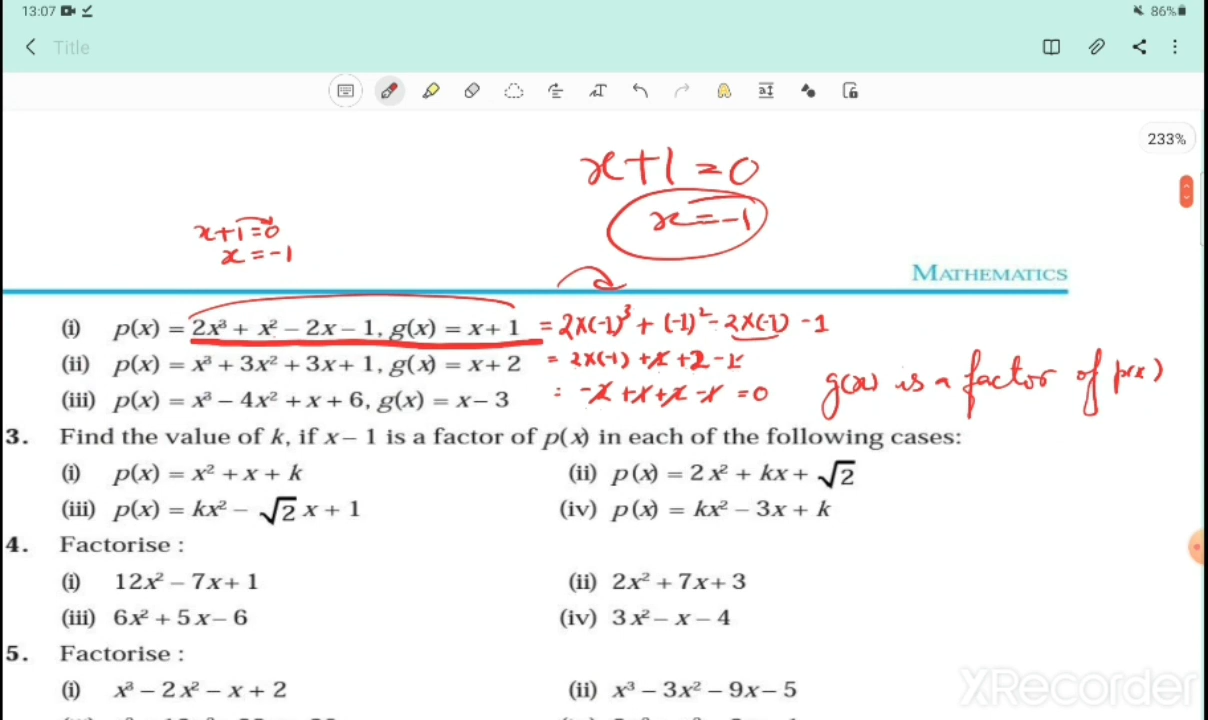 13:07 86%
Title
233%
x+1=0
x=-1
x+1=0
x=-1
MATHEMATICS
(i) p(x) = 2x³ + x² – 2x – 1, g(x) = x + 1 = 2×(-1)³ + (-1)² - 2×(-1) - 1
(ii) p(x) = x³ + 3x² + 3x + 1, g(x) = x + 2 = 2×(-1) + 1 + 2 - 1
(iii) p(x) = x³ – 4x² + x + 6, g(x) = x – 3 = -2 + 1 + 2 - 1 = 0
g(x) is a factor of p(x)
3. Find the value of k, if x – 1 is a factor of p(x) in each of the following cases:
(i) p(x) = x² + x + k (ii) p(x) = 2x² + kx + √2
(iii) p(x) = kx² – √2 x + 1 (iv) p(x) = kx² – 3x + k
4. Factorise :
(i) 12x² – 7x + 1 (ii) 2x² + 7x + 3
(iii) 6x² + 5x – 6 (iv) 3x² – x – 4
5. Factorise :
(i) x³ – 2x² – x + 2 (ii) x³ – 3x² – 9x – 5
XRecorder